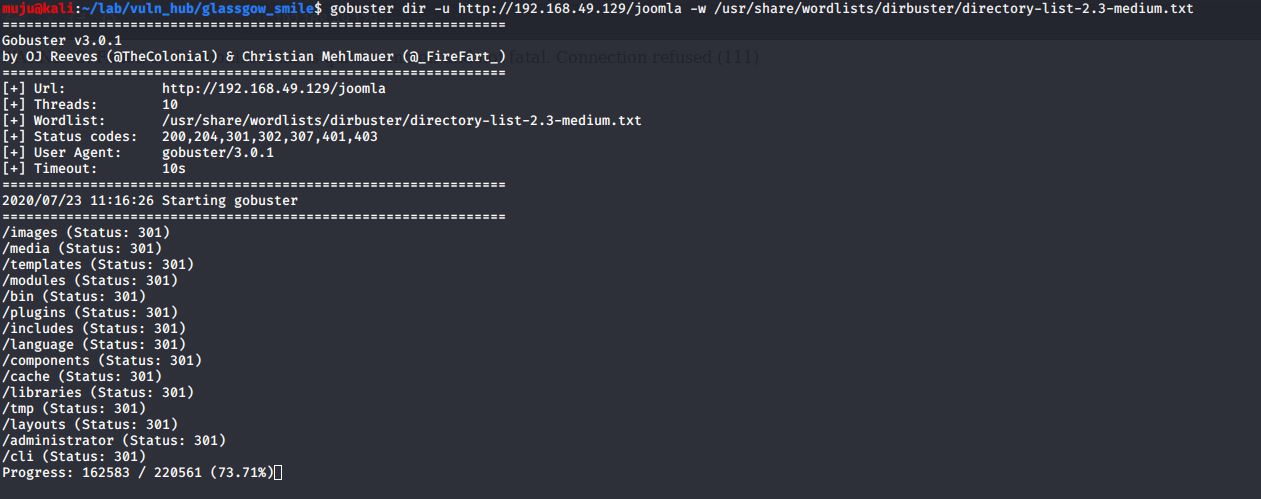 muju@kali:~/lab/vuln_hub/glassgow_smile$ gobuster dir -u http://192.168.49.129/joomla -w /usr/share/wordlists/dirbuster/directory-list-2.3-medium.txt
===============================================================
Gobuster v3.0.1
by OJ Reeves (@TheColonial) & Christian Mehlmauer (@_FireFart_)
fatal. Connection refused (111)
===============================================================
[+] Url:            http://192.168.49.129/joomla
[+] Threads:        10
[+] Wordlist:       /usr/share/wordlists/dirbuster/directory-list-2.3-medium.txt
[+] Status codes:   200,204,301,302,307,401,403
[+] User Agent:     gobuster/3.0.1
[+] Timeout:        10s
===============================================================
2020/07/23 11:16:26 Starting gobuster
===============================================================
/images (Status: 301)
/media (Status: 301)
/templates (Status: 301)
/modules (Status: 301)
/bin (Status: 301)
/plugins (Status: 301)
/includes (Status: 301)
/language (Status: 301)
/components (Status: 301)
/cache (Status: 301)
/libraries (Status: 301)
/tmp (Status: 301)
/layouts (Status: 301)
/administrator (Status: 301)
/cli (Status: 301)
Progress: 162583 / 220561 (73.71%)